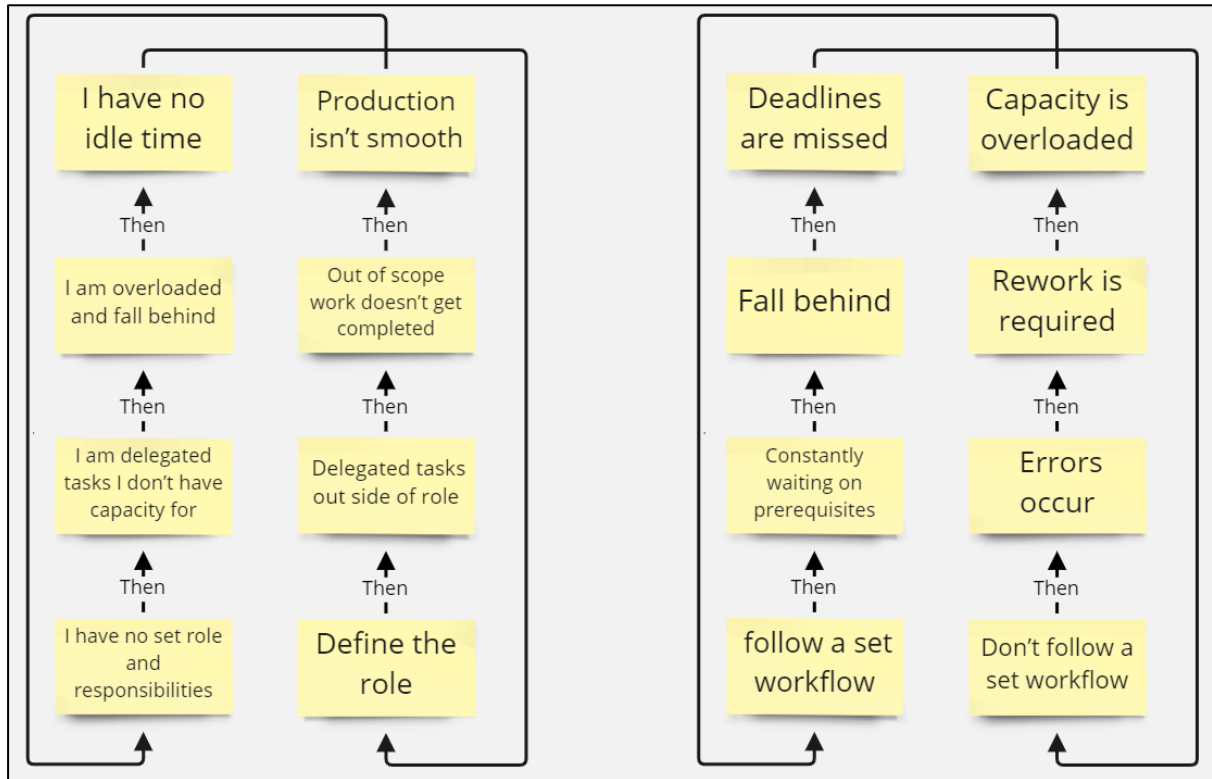 I have no
idle time
Then
I am overloaded
and fall behind
Then
I am delegated
tasks I don't have
capacity for
Then
I have no set role
and
responsibilities
Production
isn't smooth
Then
Out of scope
work doesn't get
completed
Then
Delegated tasks
out side of role
Then
Define the
role
Deadlines
are missed
Then
Fall behind
Then
Constantly
waiting on
prerequisites
Then
follow a set
workflow
Capacity is
overloaded
Then
Rework is
required
Then
Errors
occur
Then
Don't follow a
set workflow